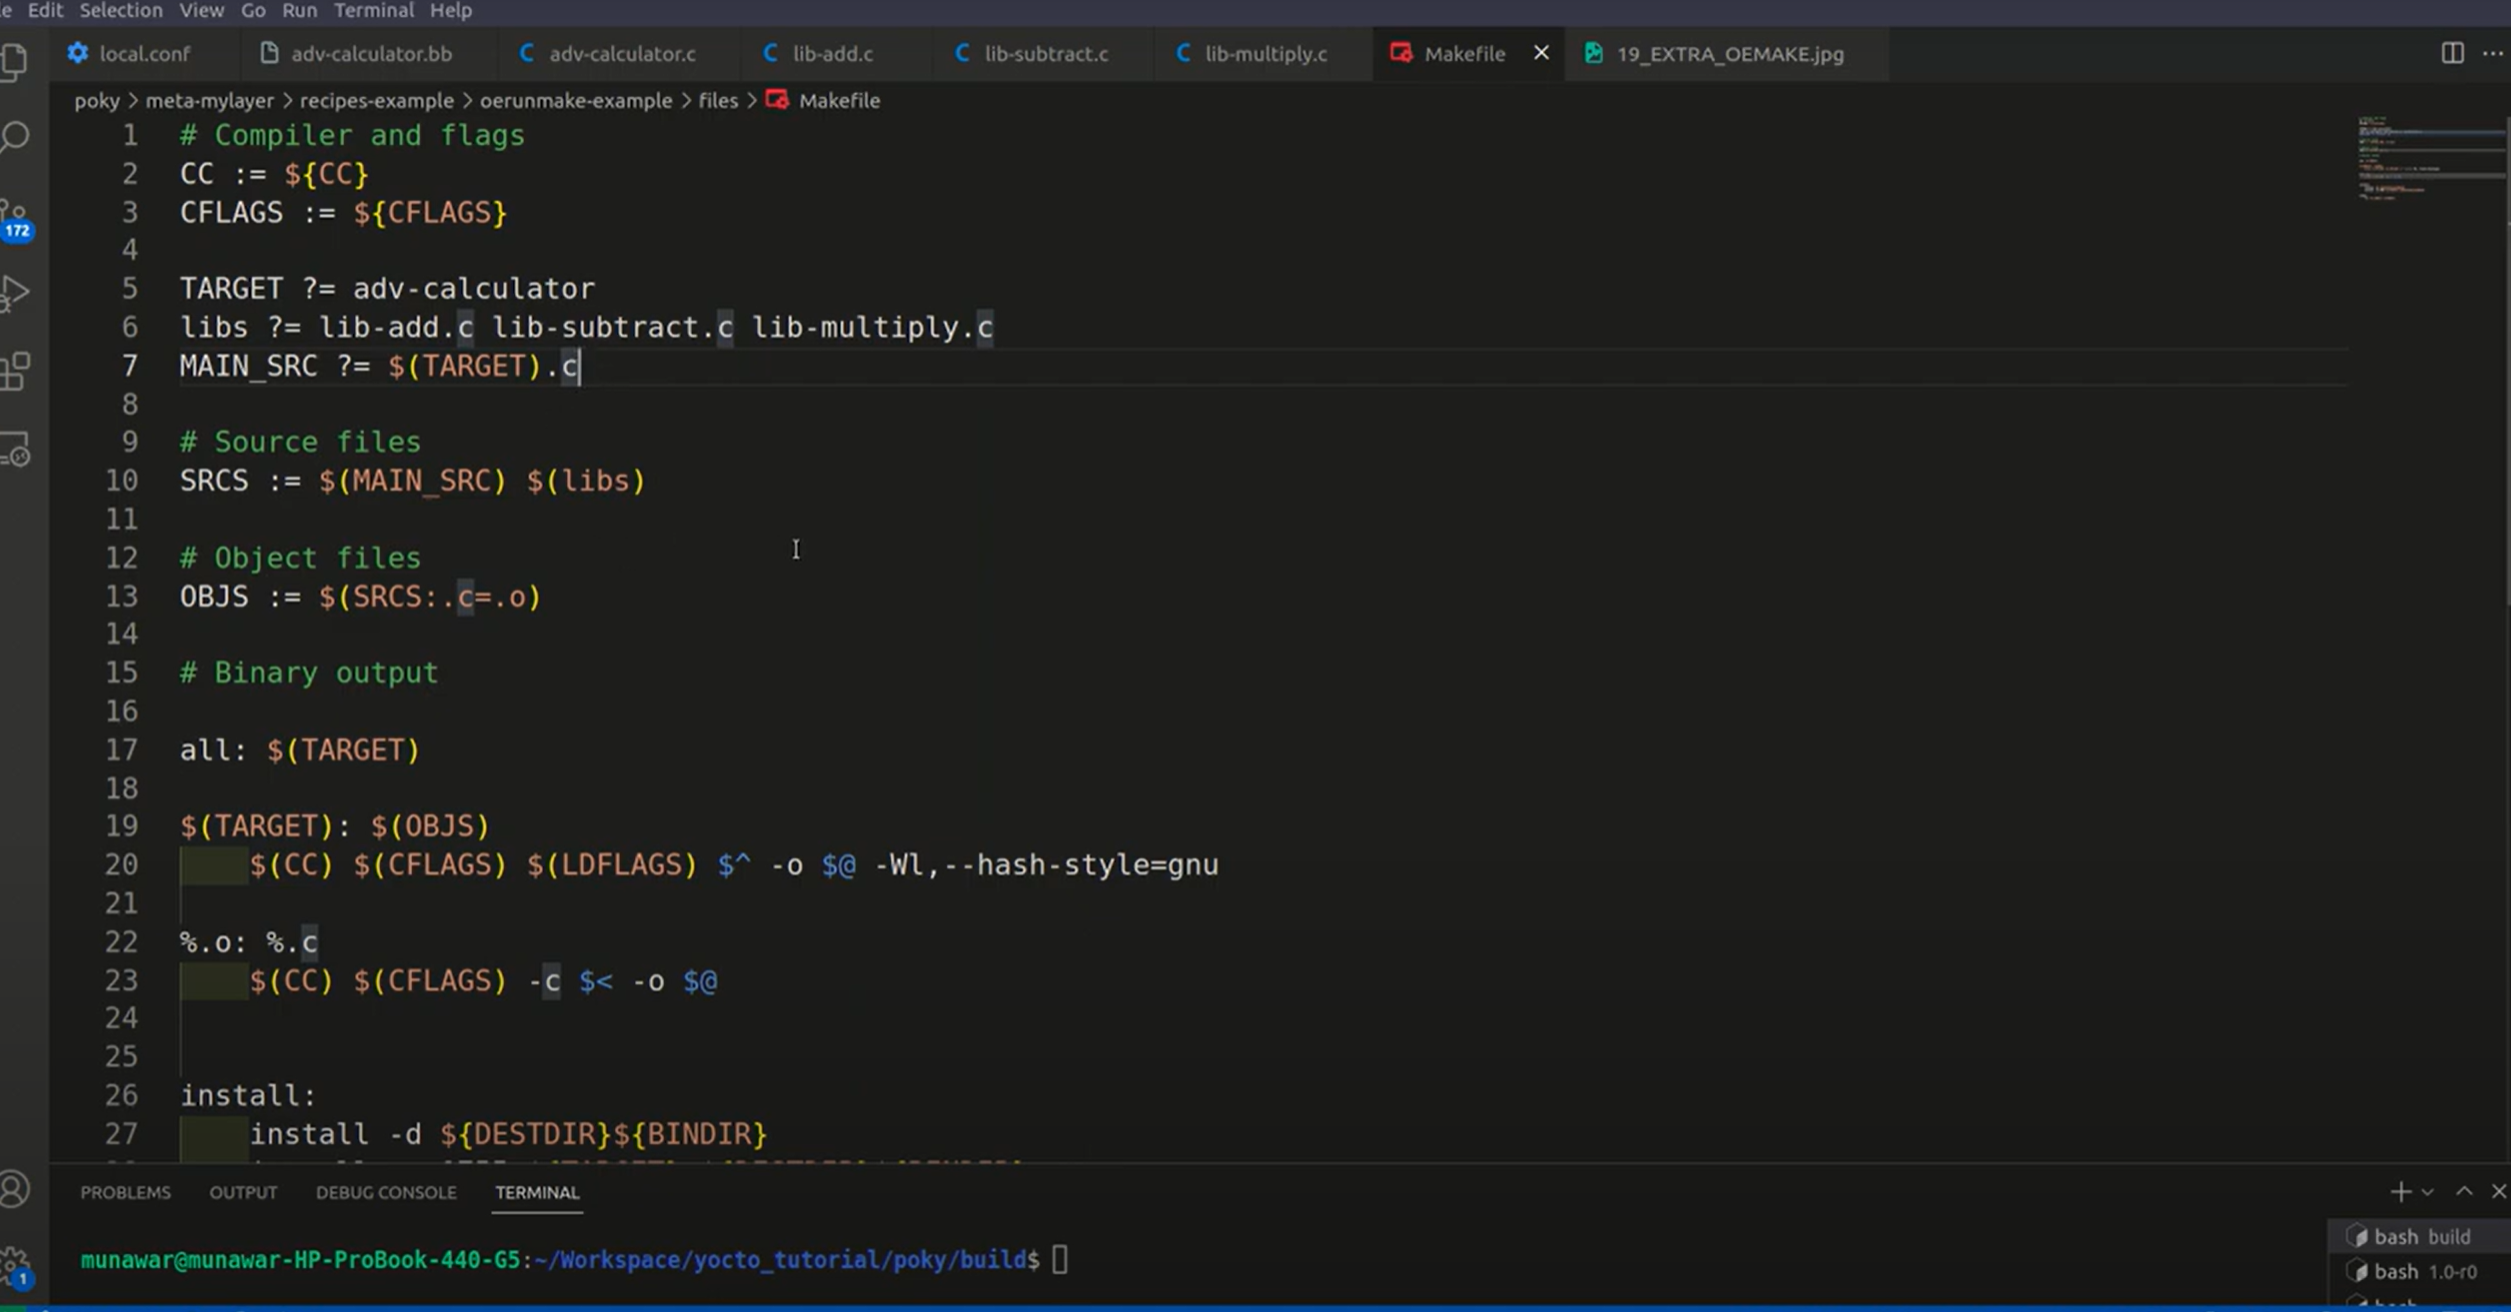 Edit Selection View Go Run Terminal Help
local.conf adv-calculator.bb C adv-calculator.c C lib-add.c C lib-subtract.c C lib-multiply.c Makefile × 19_EXTRA_OEMAKE.jpg ...
poky > meta-mylayer > recipes-example > oerunmake-example > files > Makefile
1 # Compiler and flags
2 CC := ${CC}
3 CFLAGS := ${CFLAGS}
4
5 TARGET ?= adv-calculator
6 libs ?= lib-add.c lib-subtract.c lib-multiply.c
7 MAIN_SRC ?= $(TARGET).c
8
9 # Source files
10 SRCS := $(MAIN_SRC) $(libs)
11
12 # Object files
13 OBJS := $(SRCS:.c=.o)
14
15 # Binary output
16
17 all: $(TARGET)
18
19 $(TARGET): $(OBJS)
20 $(CC) $(CFLAGS) $(LDFLAGS) $^ -o $@ -Wl,--hash-style=gnu
21
22 %.o: %.c
23 $(CC) $(CFLAGS) -c $< -o $@
24
25
26 install:
27 install -d ${DESTDIR}${BINDIR}
172
1
PROBLEMS OUTPUT DEBUG CONSOLE TERMINAL
munawar@munawar-HP-ProBook-440-G5:~/Workspace/yocto_tutorial/poky/build$
bash build
bash 1.0-r0